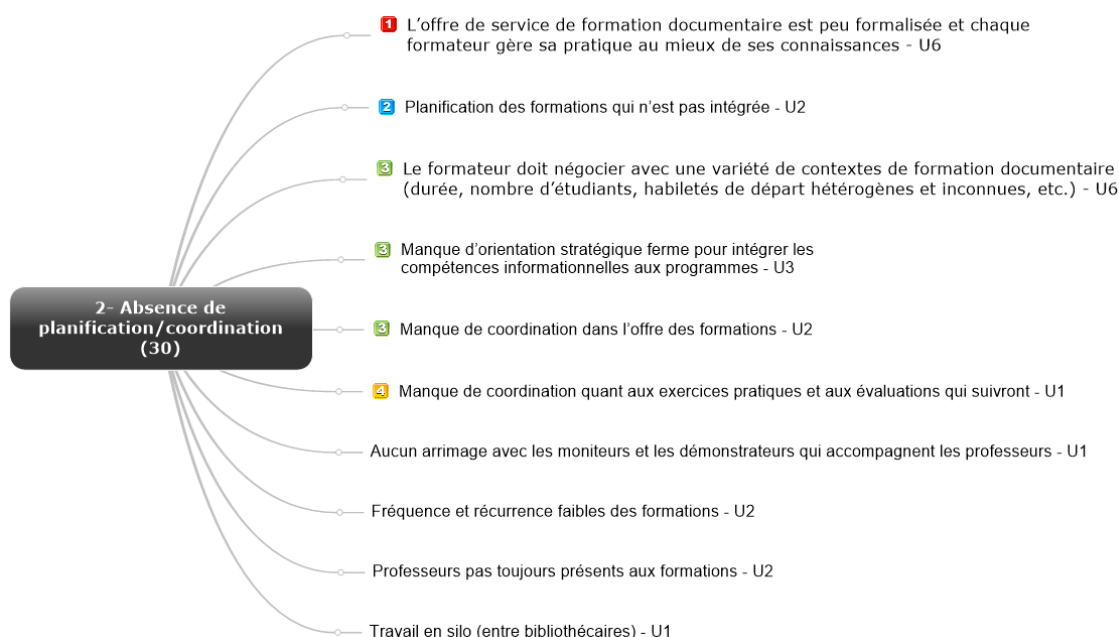 1 L’offre de service de formation documentaire est peu formalisée et chaque
formateur gère sa pratique au mieux de ses connaissances - U6
2 Planification des formations qui n’est pas intégrée - U2
3 Le formateur doit négocier avec une variété de contextes de formation documentaire
(durée, nombre d’étudiants, habiletés de départ hétérogènes et inconnues, etc.) - U6
3 Manque d’orientation stratégique ferme pour intégrer les
compétences informationnelles aux programmes - U3
2- Absence de
planification/coordination
(30)
3 Manque de coordination dans l’offre des formations - U2
4 Manque de coordination quant aux exercices pratiques et aux évaluations qui suivront - U1
Aucun arrimage avec les moniteurs et les démonstrateurs qui accompagnent les professeurs - U1
Fréquence et récurrence faibles des formations - U2
Professeurs pas toujours présents aux formations - U2
Travail en silo (entre bibliothécaires) - U1